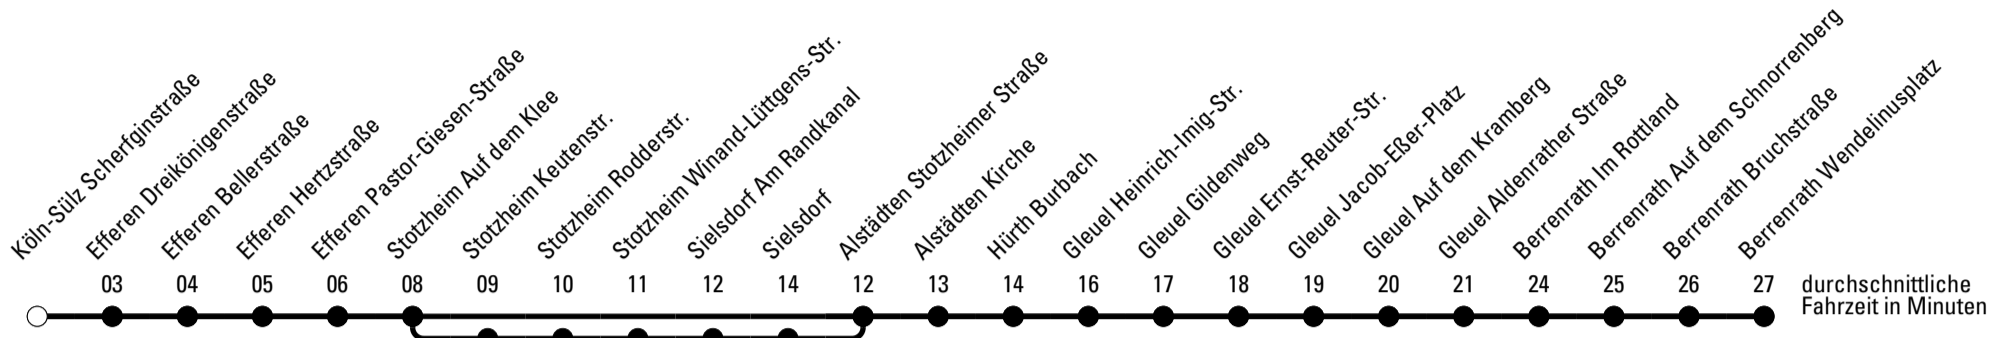 Köln-Sülz Scherfginstraße
Efferen Dreikönigenstraße
Efferen Bellerstraße
Efferen Hertzstraße
Efferen Pastor-Giesen-Straße
Stotzheim Auf dem Klee
Stotzheim Keutenstr.
Stotzheim Rodderstr.
Stotzheim Winand-Lüttgens-Str.
Sielsdorf Am Randkanal
Sielsdorf
Alstädten Stotzheimer Straße
Alstädten Kirche
Hürth Burbach
Gleuel Heinrich-Imig-Str.
Gleuel Gildenweg
Gleuel Ernst-Reuter-Str.
Gleuel Jacob-Eßer-Platz
Gleuel Auf dem Kramberg
Gleuel Aldenrather Straße
Berrenrath Im Rottland
Berrenrath Auf dem Schnorrenberg
Berrenrath Bruchstraße
Berrenrath Wendelinusplatz
03 04 05 06 08 09 10 11 12 14 12 13 14 16 17 18 19 20 21 24 25 26 27 durchschnittliche
Fahrzeit in Minuten